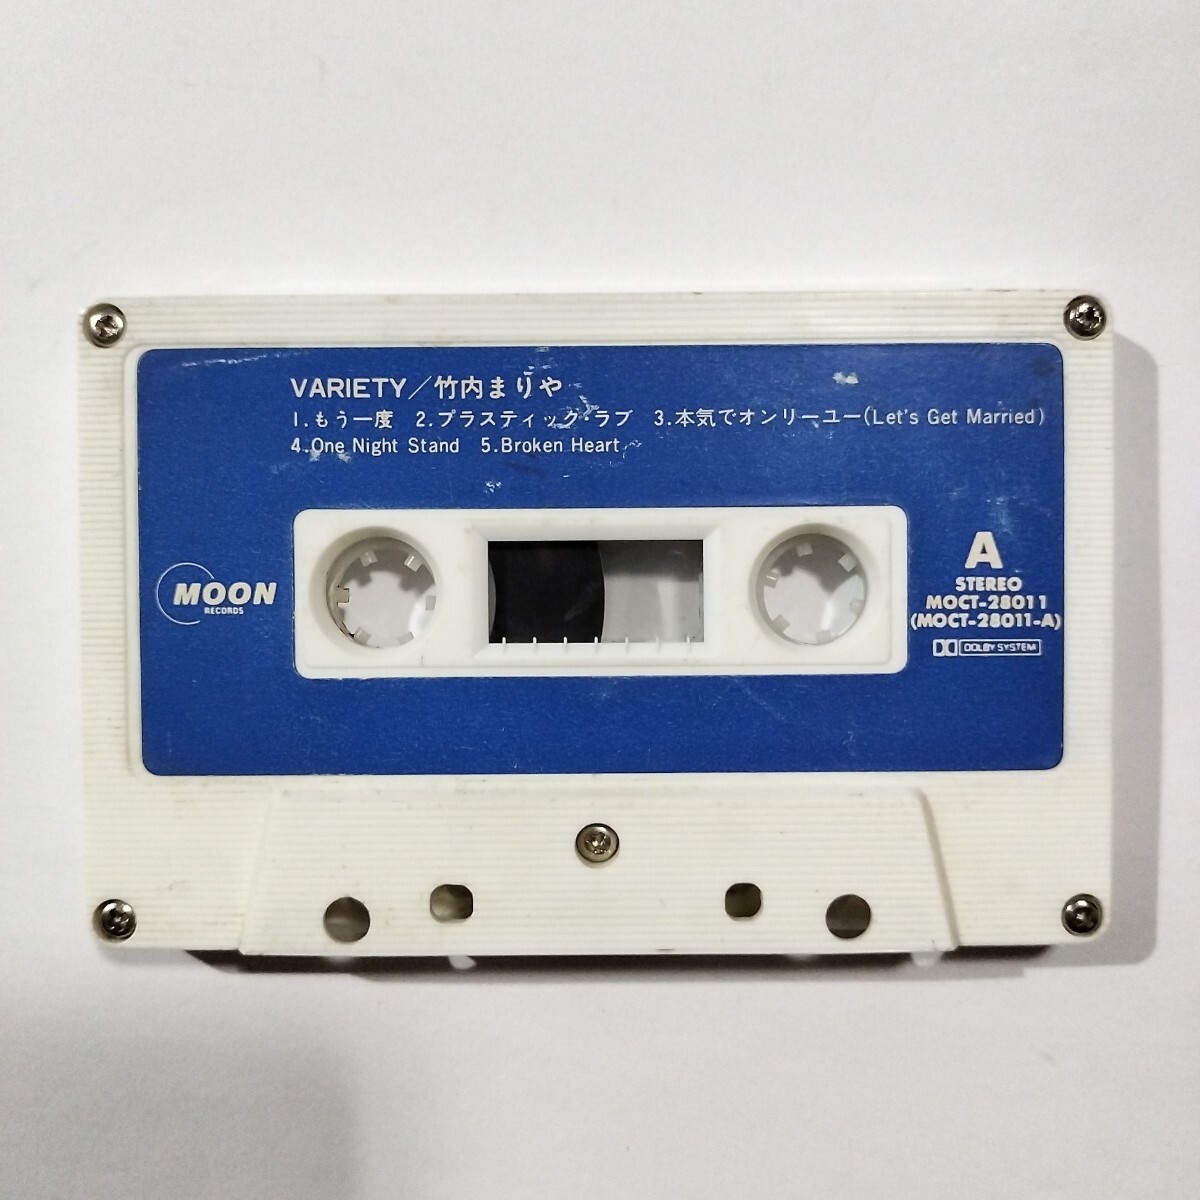 VARIETY／竹内まりや
1.もう一度 2.プラスティック・ラブ 3.本気でオンリーユー(Let's Get Married)
4.One Night Stand 5.Broken Heart
MOON
RECORDS
A
STEREO
MOCT-28011
(MOCT-28011-A)
DOLBY SYSTEM